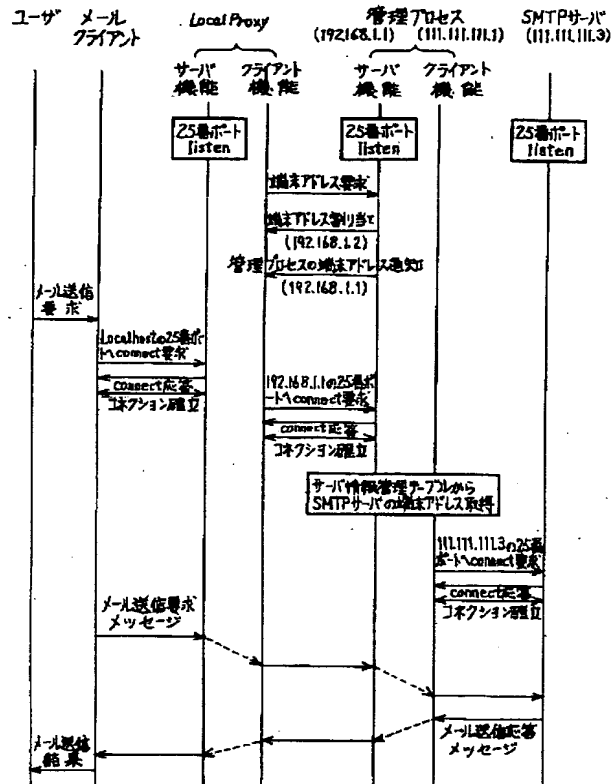 ユーザ
メール
クライアント
Local Proxy
管理プロセス
(192.168.1.1) (111.111.111.1)
SMTPサーバ
(111.111.111.3)
サーバ
機能
クライアント
機能
サーバ
機能
クライアント
機能
25番ポート
listen
25番ポート
listen
25番ポート
listen
端末アドレス要求
端末アドレス割り当て
(192.168.1.2)
管理プロセスの端末アドレス通知
(192.168.1.1)
メール送信
要求
Localhostの25番ポ
ートへconnect要求
connect応答
コネクション確立
192.168.1.1の25番ポ
ートへconnect要求
connect応答
コネクション確立
サーバ情報管理テーブルから
SMTPサーバの端末アドレス取得
111.111.111.3の25番
ポートへconnect要求
connect応答
コネクション確立
メール送信要求
メッセージ
メール送信応答
メッセージ
メール送信
結果